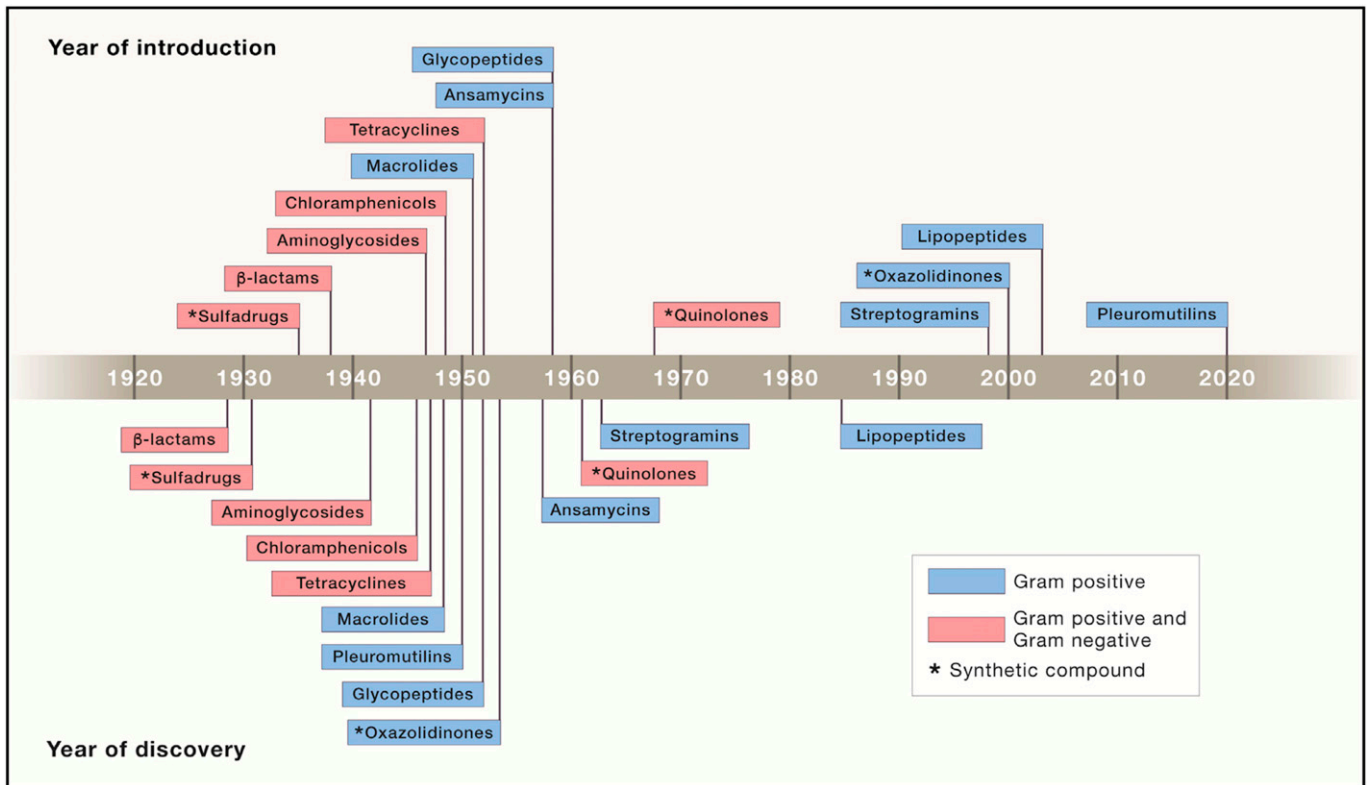 Year of introduction
Glycopeptides
Ansamycins
Tetracyclines
Macrolides
Chloramphenicols
Aminoglycosides
Lipopeptides
β-lactams
*Oxazolidinones
*Sulfadrugs
*Quinolones
Streptogramins
Pleuromutilins
1920 1930 1940 1950 1960 1970 1980 1990 2000 2010 2020
β-lactams
Streptogramins
Lipopeptides
*Sulfadrugs
*Quinolones
Aminoglycosides
Ansamycins
Chloramphenicols
Tetracyclines
Macrolides
Pleuromutilins
Glycopeptides
*Oxazolidinones
Year of discovery
Gram positive
Gram positive and
Gram negative
* Synthetic compound